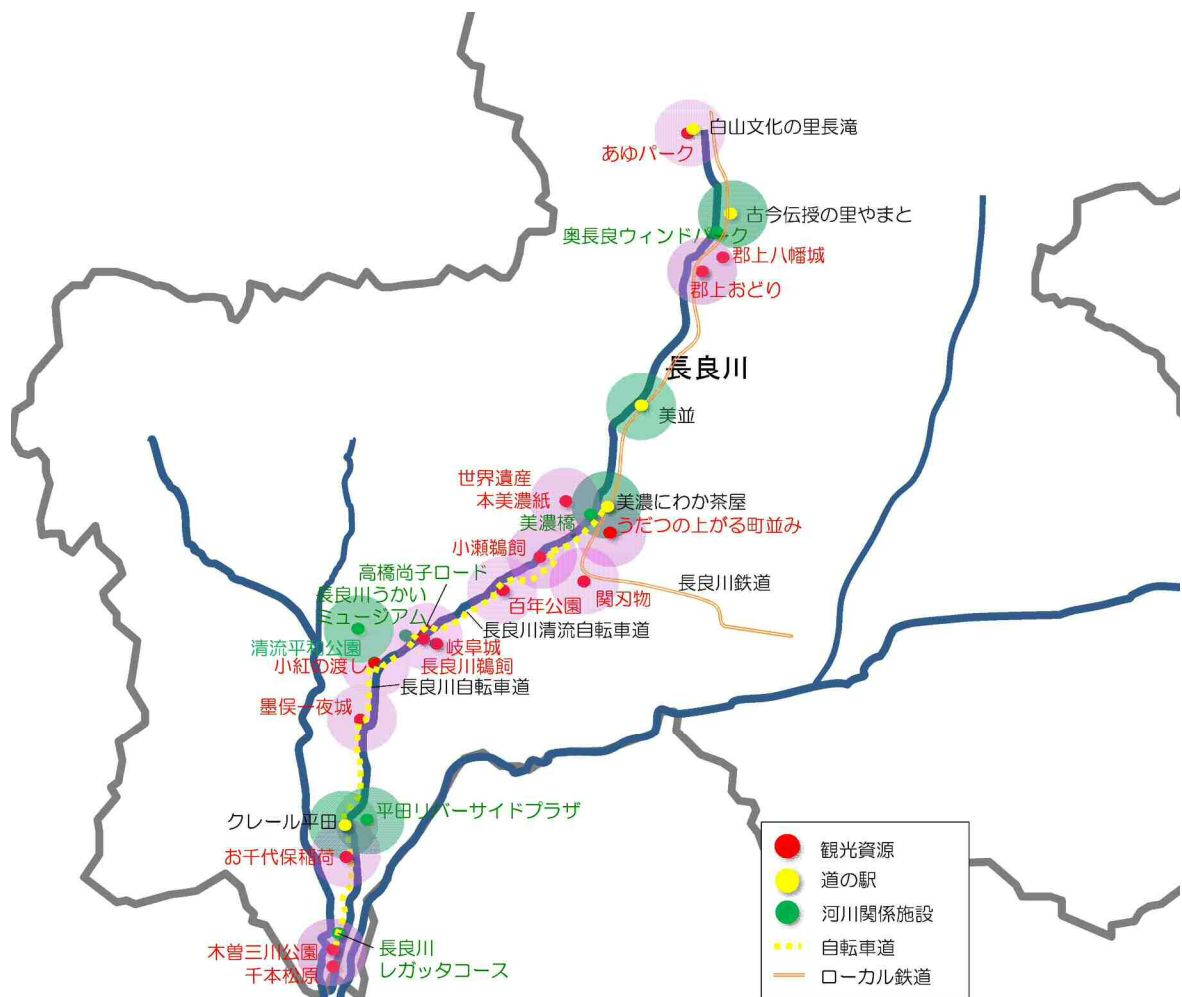 白山文化の里長滝
あゆパーク
古今伝授の里やまと
奥長良ウィンドパーク
郡上八幡城
郡上おどり
長良川
美並
世界遺産
本美濃紙
美濃にわか茶屋
美濃橋
うだつの上がる町並み
小瀬鵜飼
高橋尚子ロード
長良川鉄道
関刃物
長良川うかい
ミュージアム
百年公園
長良川清流自転車道
清流平和公園
岐阜城
小紅の渡し
長良川鵜飼
長良川自転車道
墨俣一夜城
平田リバーサイドプラザ
クレール平田
お千代保稲荷
木曽三川公園
千本松原
長良川
レガッタコース
観光資源
道の駅
河川関係施設
自転車道
ローカル鉄道